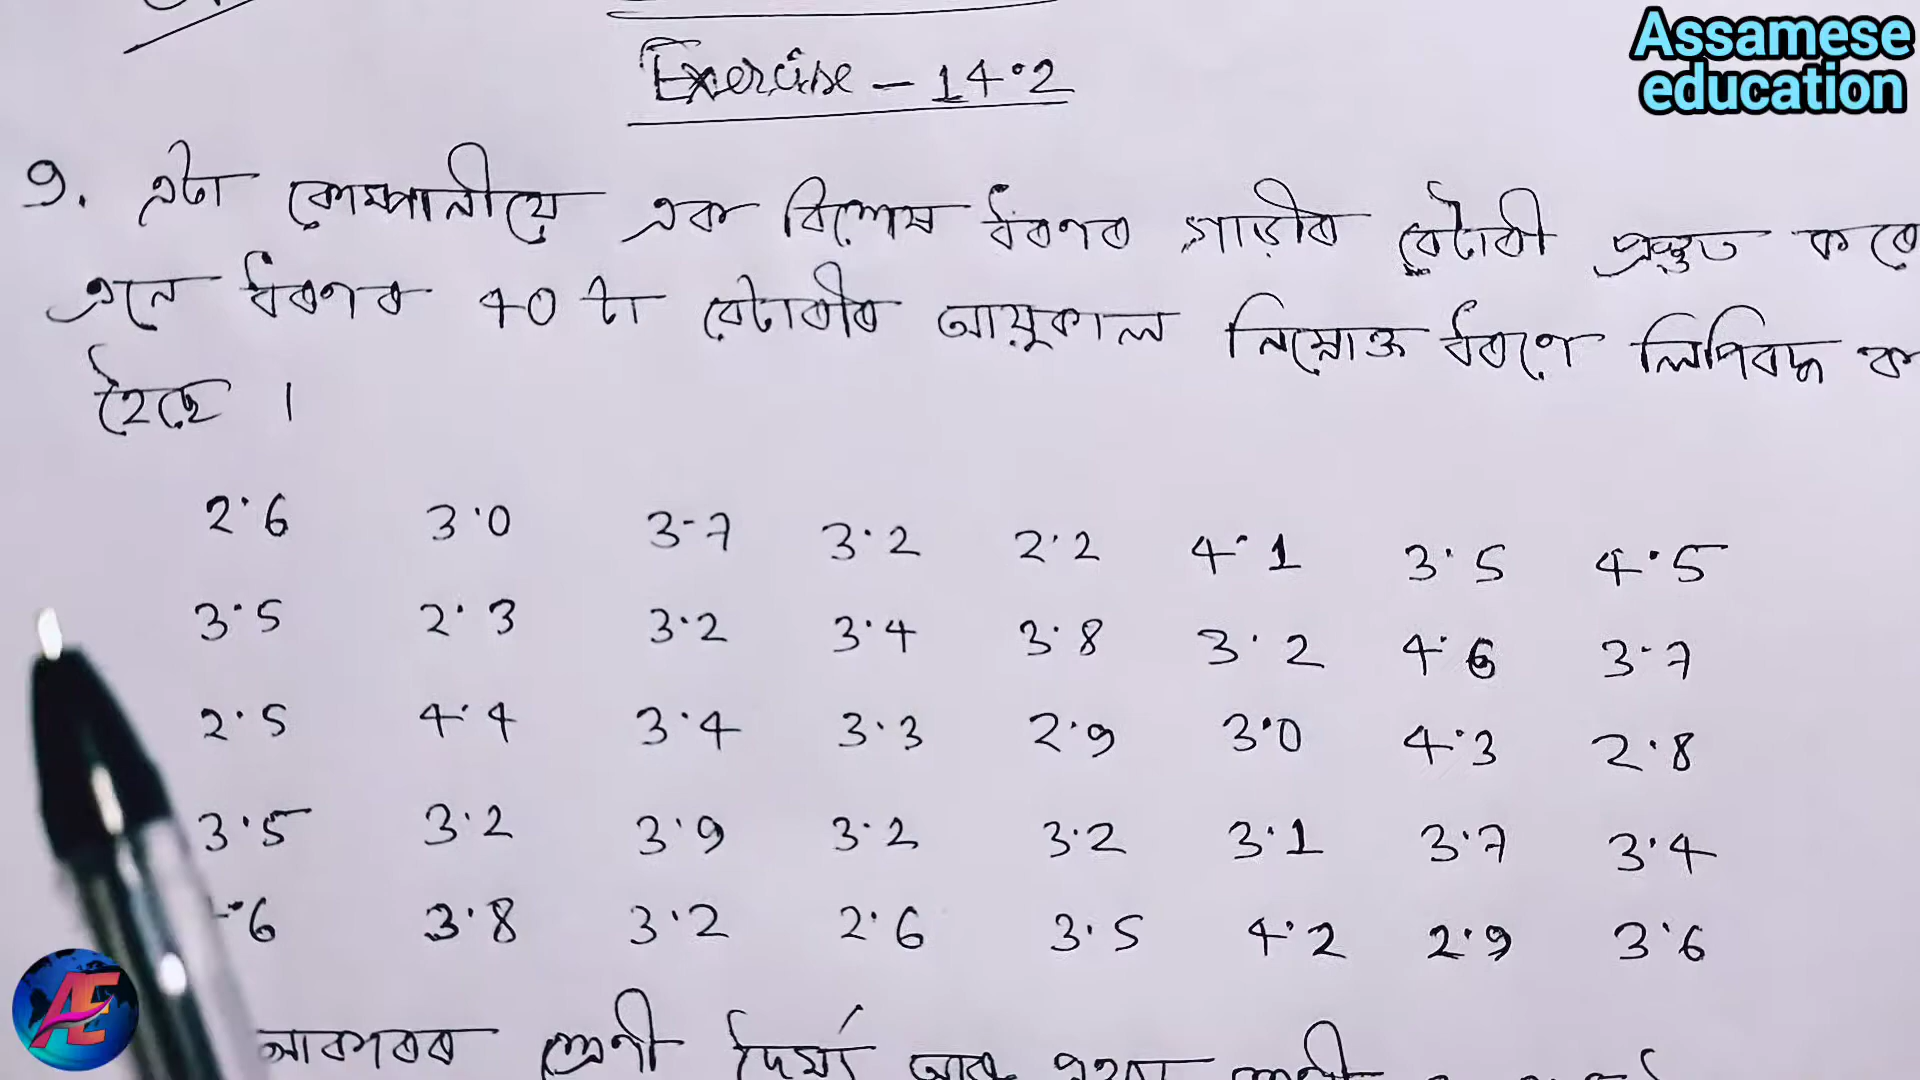 Assamese
education
Exercise - 14.2
9. এটা কোম্পানীয়ে এক বিশেষ ধৰণৰ গাড়ীৰ বেটাৰী প্ৰস্তুত কৰে
এনে ধৰণৰ 40 টা বেটাৰীৰ আয়ুকাল নিম্নোক্ত ধৰণে লিপিবদ্ধ ক
হৈছে ।
2.6 3.0 3.7 3.2 2.2 4.1 3.5 4.5
3.5 2.3 3.2 3.4 3.8 3.2 4.6 3.7
2.5 4.4 3.4 3.3 2.9 3.0 4.3 2.8
3.5 3.2 3.9 3.2 3.2 3.1 3.7 3.4
.6 3.8 3.2 2.6 3.5 4.2 2.9 3.6
আকাৰৰ শ্ৰেণী দৈৰ্ঘ্য আৰু
AE